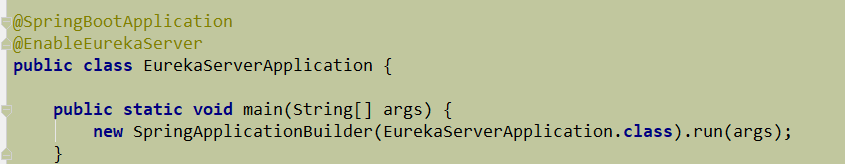 @SpringBootApplication
@EnableEurekaServer
public class EurekaServerApplication {
public static void main(String[] args) {
new SpringApplicationBuilder(EurekaServerApplication.class).run(args);
}